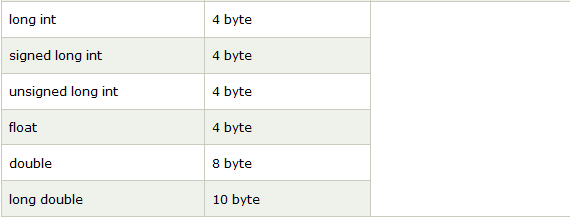 long int 4 byte
signed long int 4 byte
unsigned long int 4 byte
float 4 byte
double 8 byte
long double 10 byte